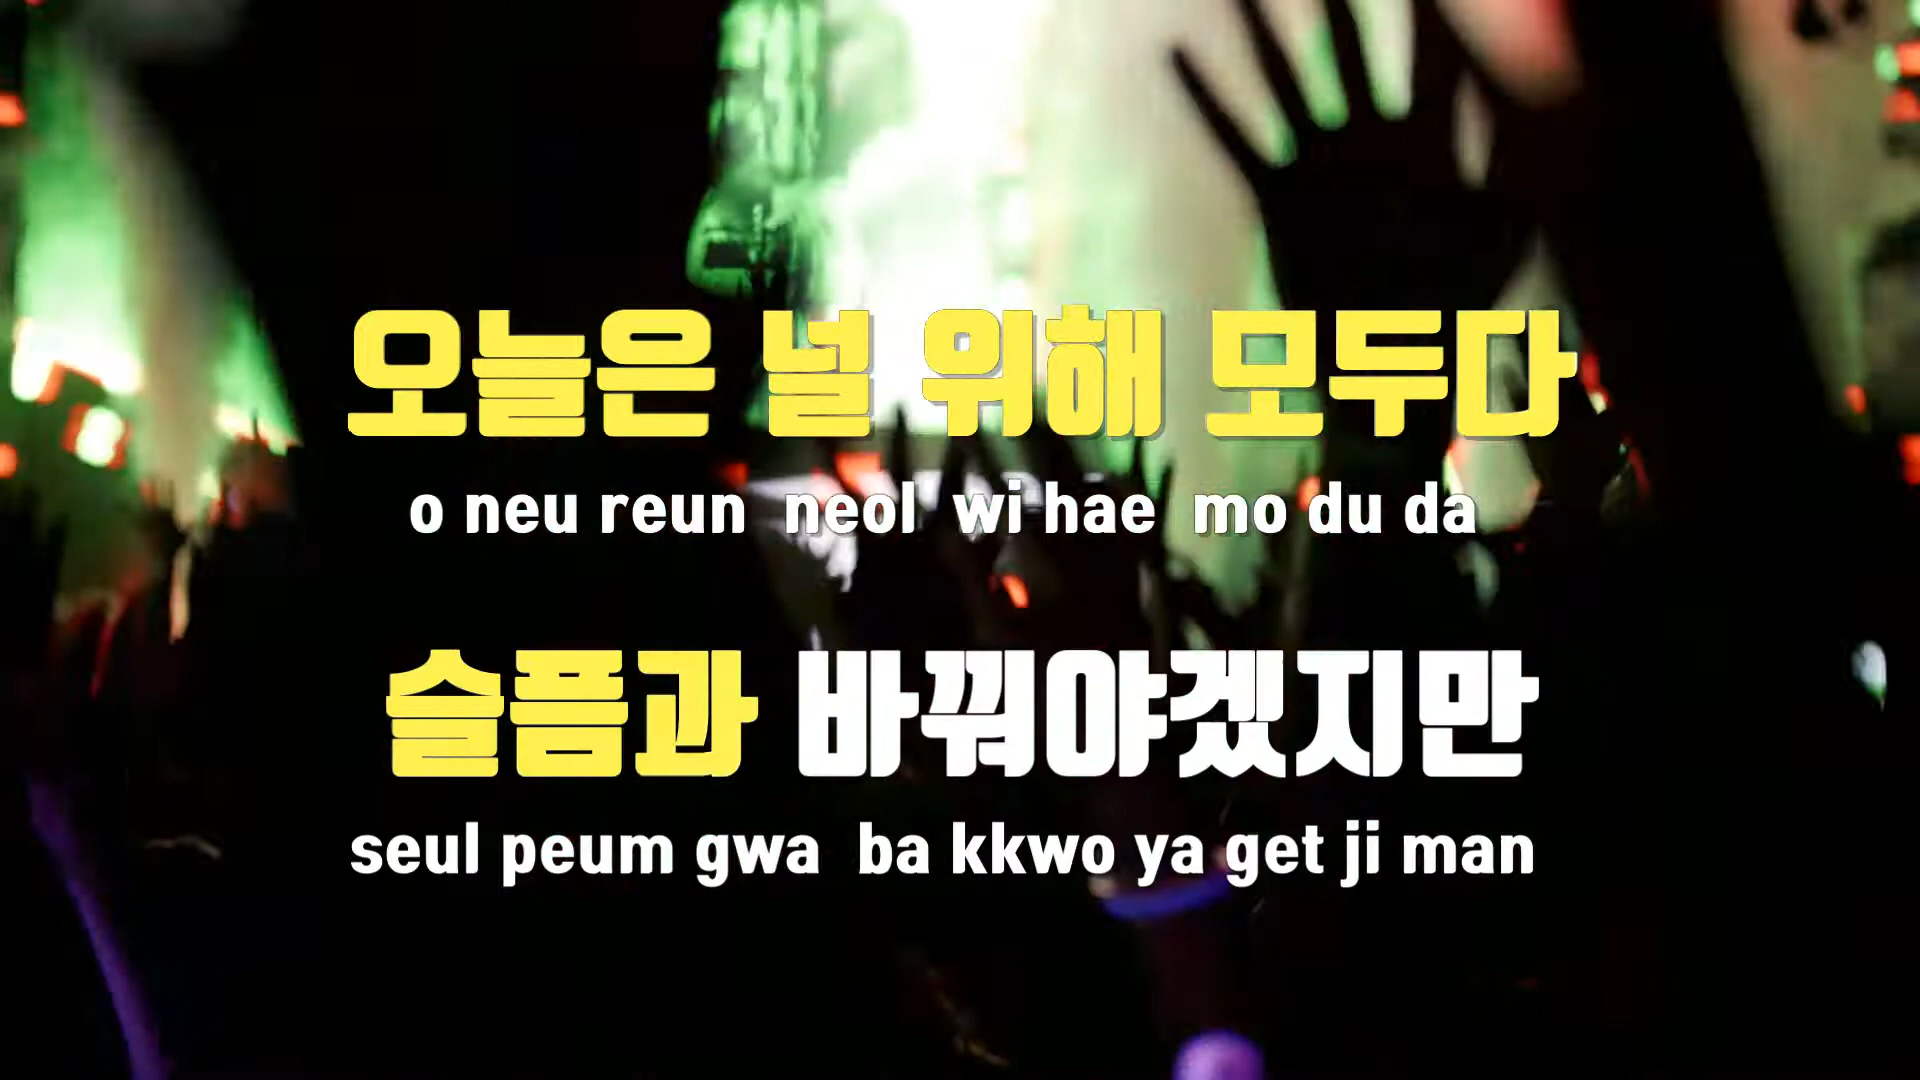 오늘은 널 위해 모두다
o neu reun neol wi hae mo du da
슬픔과 바꿔야겠지만
seul peum gwa ba kkwo ya get ji man